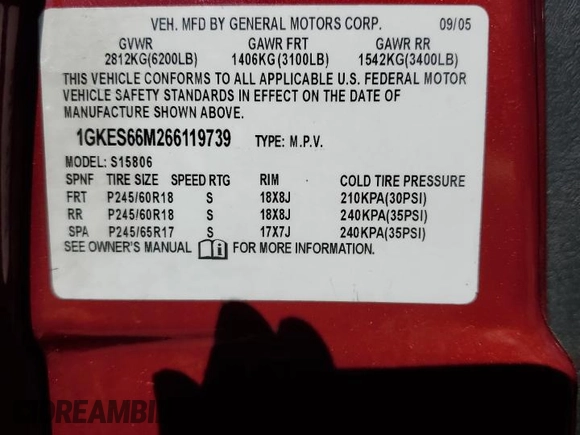 VEH. MFD BY GENERAL MOTORS CORP. 09/05
GVWR GAWR FRT GAWR RR
2812KG(6200LB) 1406KG(3100LB) 1542KG(3400LB)
THIS VEHICLE CONFORMS TO ALL APPLICABLE U.S. FEDERAL MOTOR
VEHICLE SAFETY STANDARDS IN EFFECT ON THE DATE OF
MANUFACTURE SHOWN ABOVE.
1GKES66M266119739 TYPE: M.P.V.
MODEL: S15806
SPNF TIRE SIZE SPEED RTG RIM COLD TIRE PRESSURE
FRT P245/60R18 S 18X8J 210KPA(30PSI)
RR P245/60R18 S 18X8J 240KPA(35PSI)
SPA P245/65R17 S 17X7J 240KPA(35PSI)
SEE OWNER'S MANUAL FOR MORE INFORMATION.